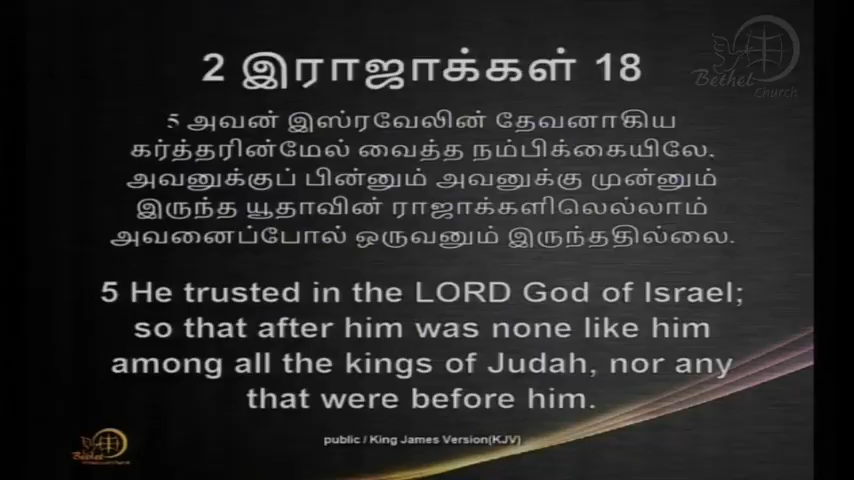 2 இராஜாக்கள் 18
Bethel
Church
5 அவன் இஸ்ரவேலின் தேவனாகிய
கர்த்தரின்மேல் வைத்த நம்பிக்கையிலே.
அவனுக்குப் பின்னும் அவனுக்கு முன்னும்
இருந்த யூதாவின் ராஜாக்களிலெல்லாம்
அவனைப்போல் ஒருவனும் இருந்ததில்லை.
5 He trusted in the LORD God of Israel;
so that after him was none like him
among all the kings of Judah, nor any
that were before him.
public / King James Version(KJV)
Bethel